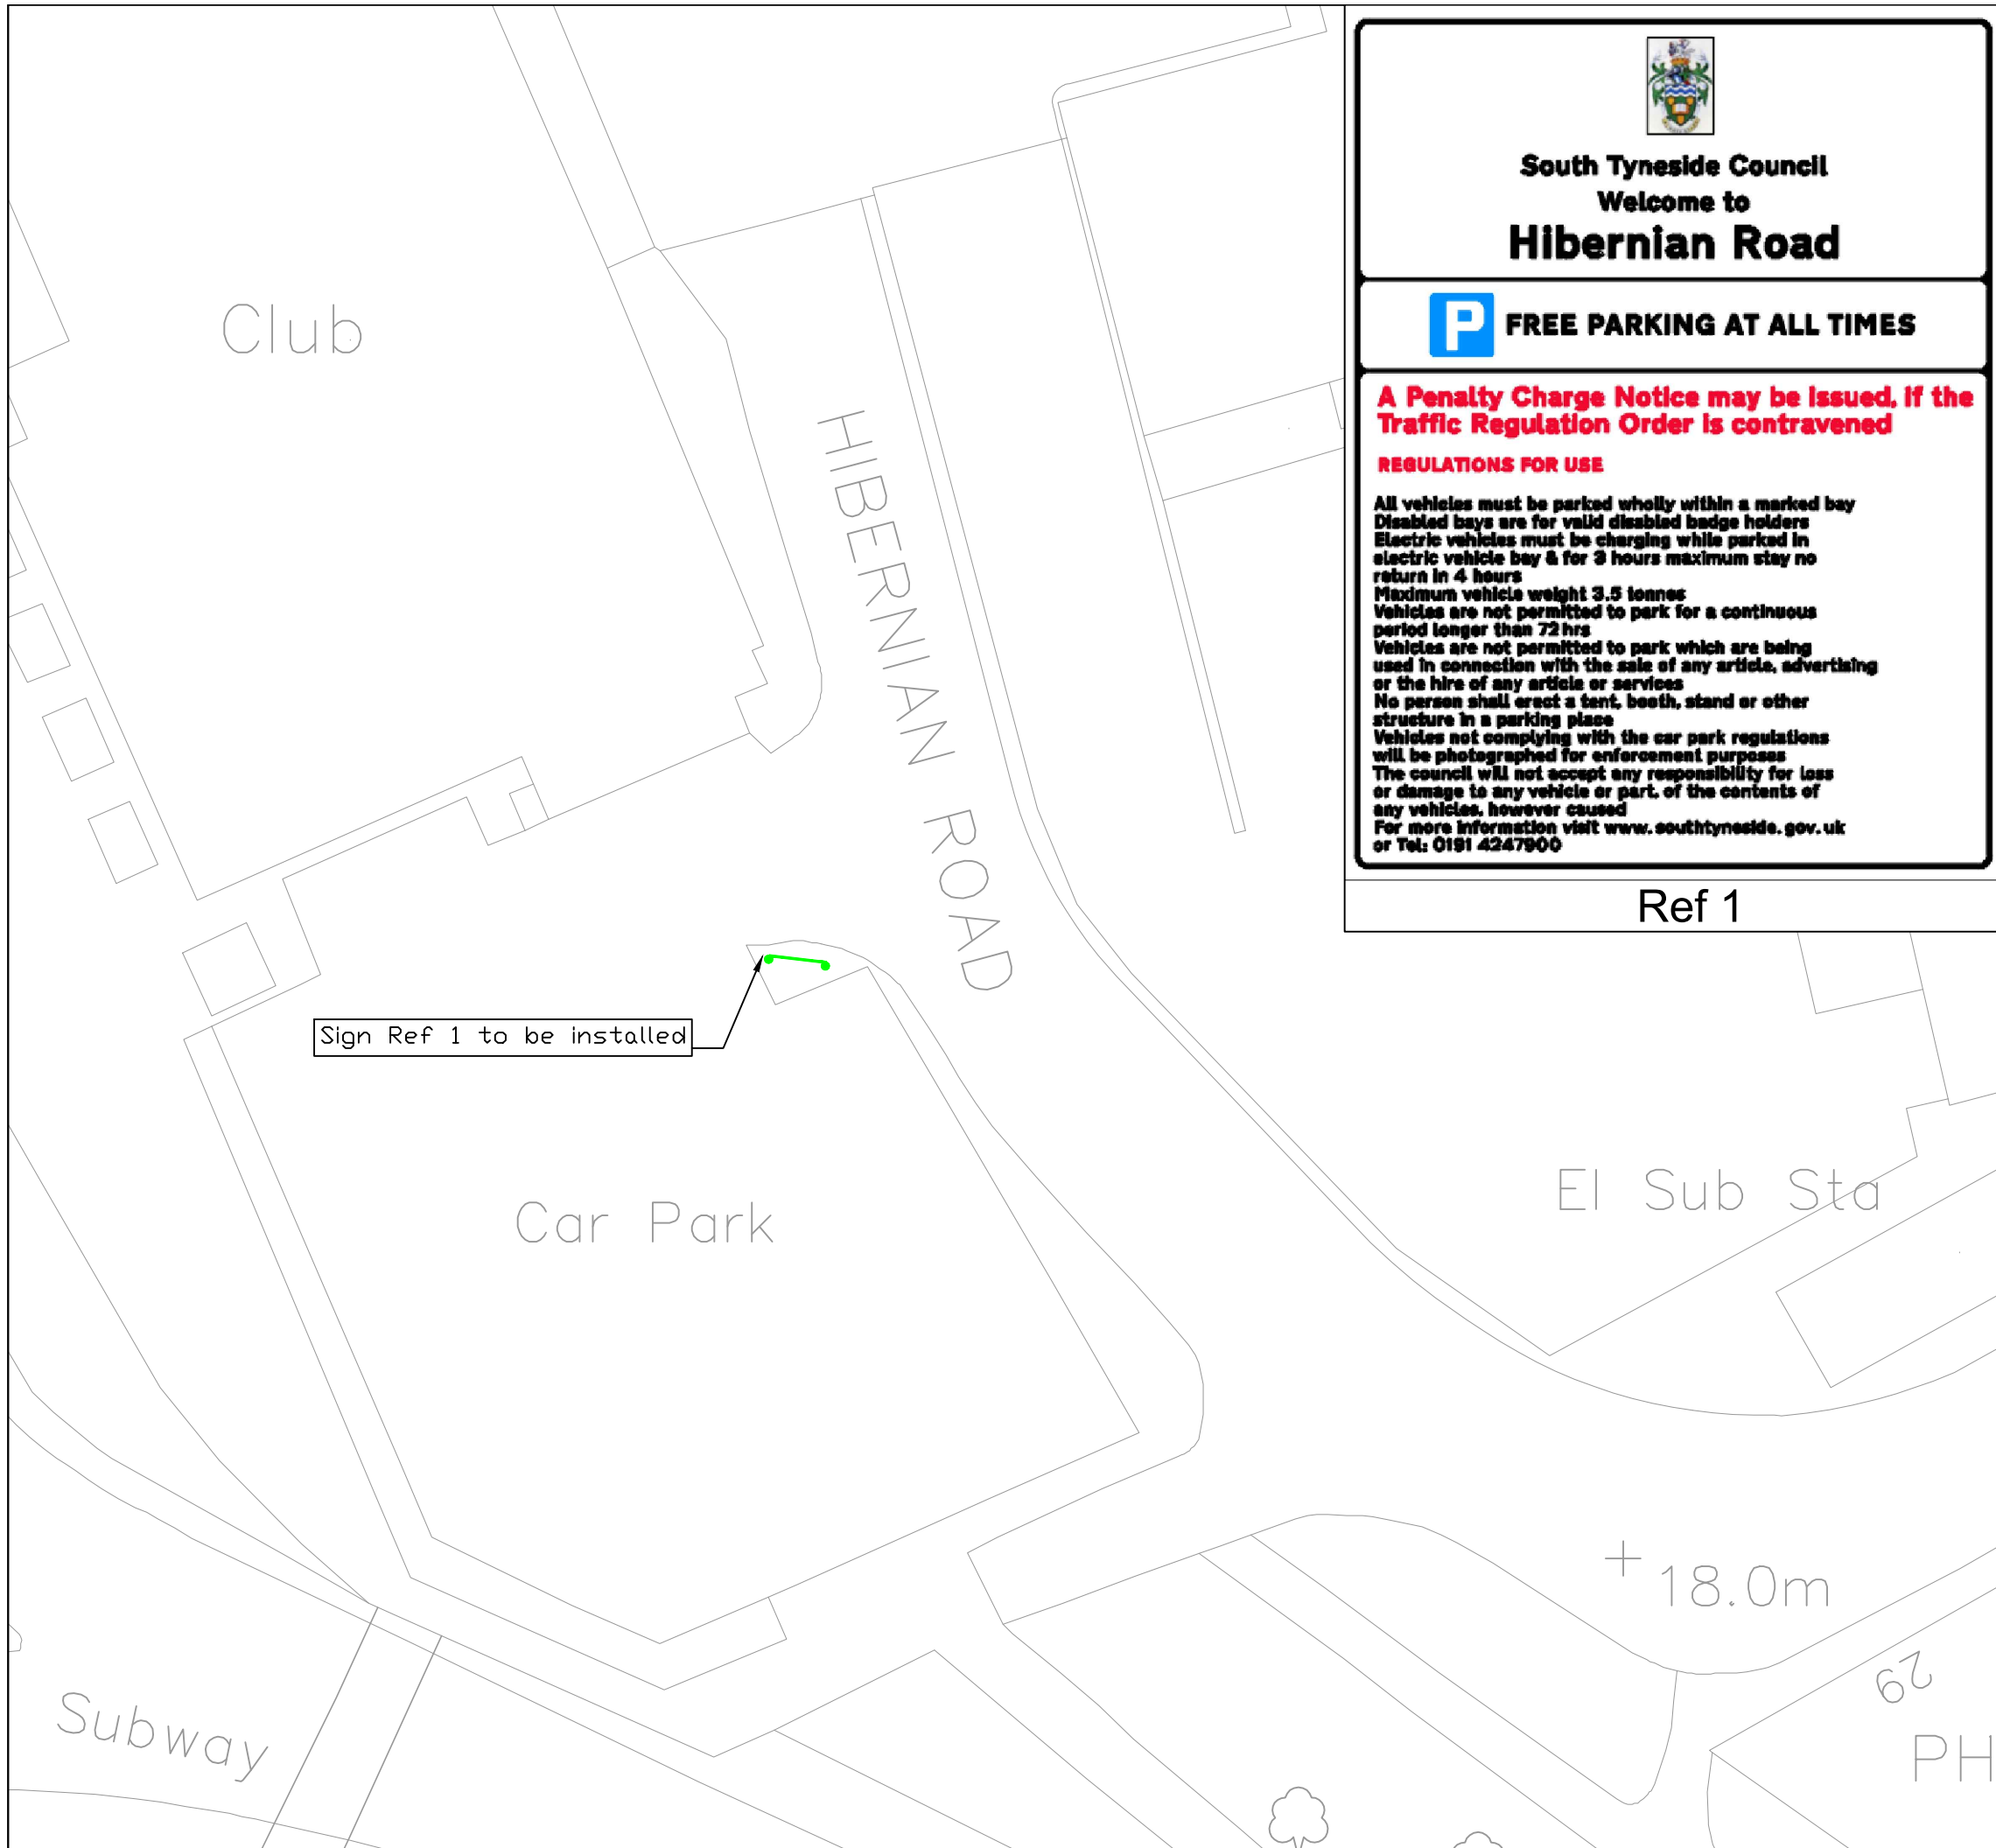 South Tyneside Council
Welcome to
Hibernian Road
P FREE PARKING AT ALL TIMES
A Penalty Charge Notice may be issued, if the
Traffic Regulation Order is contravened
REGULATIONS FOR USE
All vehicles must be parked wholly within a marked bay
Disabled bays are for valid disabled badge holders
Electric vehicles must be charging while parked in
electric vehicle bay & for 3 hours maximum stay no
return in 4 hours
Maximum vehicle weight 3.5 tonnes
Vehicles are not permitted to park for a continuous
period longer than 72 hrs
Vehicles are not permitted to park which are being
used in connection with the sale of any article, advertising
or the hire of any article or services
No person shall erect a tent, booth, stand or other
structure in a parking place
Vehicles not complying with the car park regulations
will be photographed for enforcement purposes
The council will not accept any responsibility for loss
or damage to any vehicle or part, of the contents of
any vehicles, however caused
For more information visit www.southtyneside.gov.uk
or Tel: 0191 4247900
Ref 1
Club
HIBERNIAN ROAD
Sign Ref 1 to be installed
Car Park
El Sub Sta
18.0m
29
PH
Subway